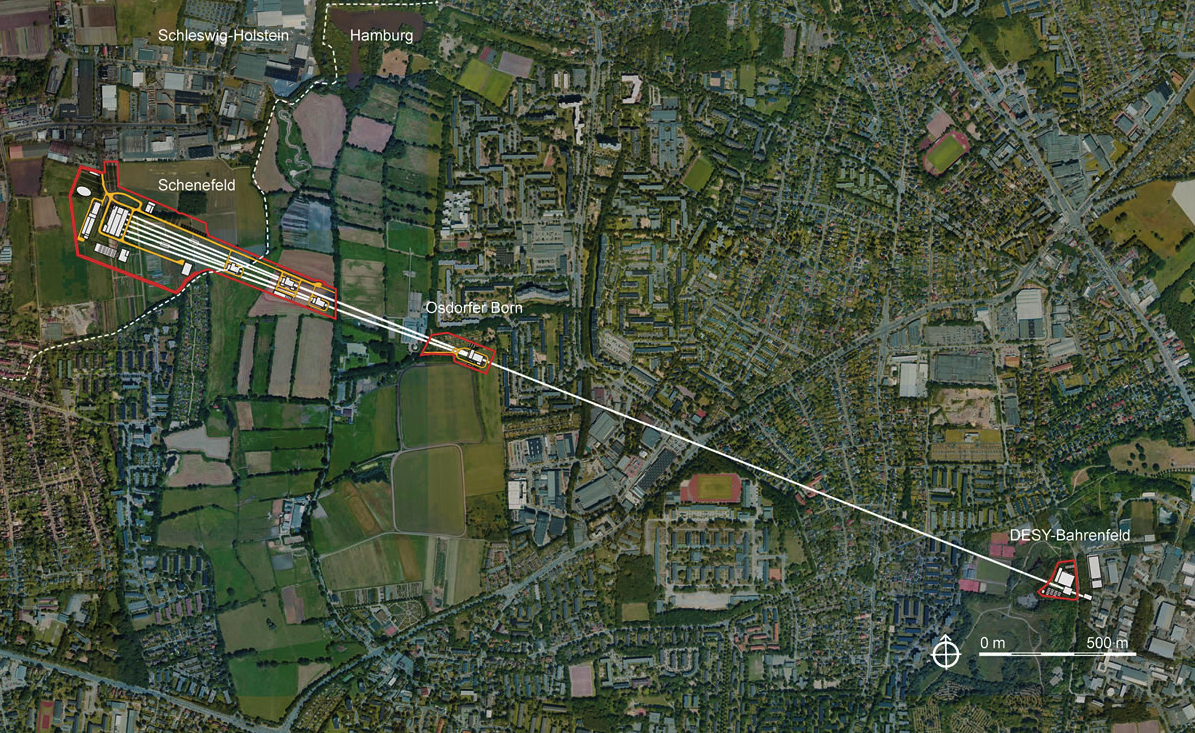 Schleswig-Holstein
Hamburg
Schenefeld
Osdorfer Born
DESY-Bahrenfeld
0 m
500 m